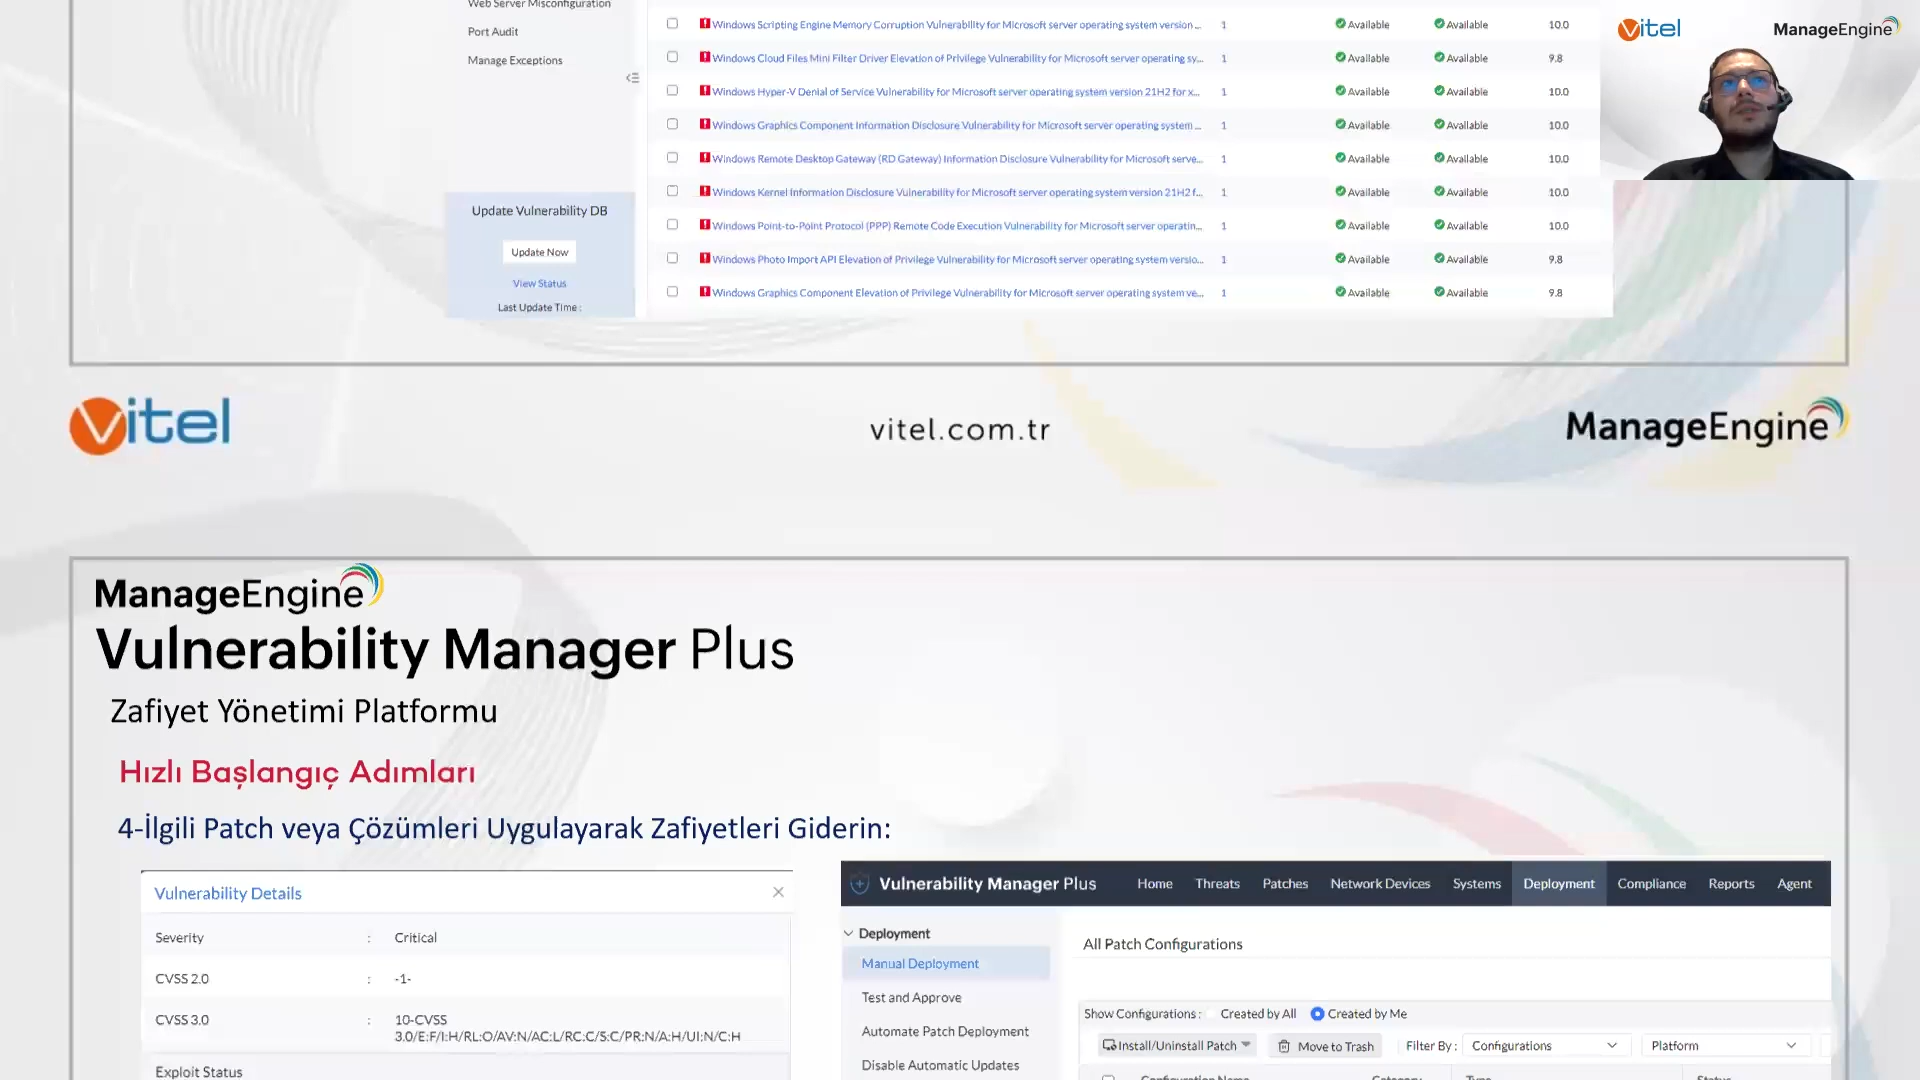 Web Server Misconfiguration
Port Audit
Manage Exceptions
Windows Scripting Engine Memory Corruption Vulnerability for Microsoft server operating system version ... 1 Available Available 10.0
Windows Cloud Files Mini Filter Driver Elevation of Privilege Vulnerability for Microsoft server operating sy... 1 Available Available 9.8
Windows Hyper-V Denial of Service Vulnerability for Microsoft server operating system version 21H2 for x... 1 Available Available 10.0
Windows Graphics Component Information Disclosure Vulnerability for Microsoft server operating system ... 1 Available Available 10.0
Windows Remote Desktop Gateway (RD Gateway) Information Disclosure Vulnerability for Microsoft serve... 1 Available Available 10.0
Windows Kernel Information Disclosure Vulnerability for Microsoft server operating system version 21H2 f... 1 Available Available 10.0
Windows Point-to-Point Protocol (PPP) Remote Code Execution Vulnerability for Microsoft server operatin... 1 Available Available 10.0
Windows Photo Import API Elevation of Privilege Vulnerability for Microsoft server operating system versio... 1 Available Available 9.8
Windows Graphics Component Elevation of Privilege Vulnerability for Microsoft server operating system ve... 1 Available Available 9.8
Update Vulnerability DB
Update Now
View Status
Last Update Time :
vitel ManageEngine
vitel
vitel.com.tr
ManageEngine
ManageEngine
Vulnerability Manager Plus
Zafiyet Yönetimi Platformu
Hızlı Başlangıç Adımları
4-İlgili Patch veya Çözümleri Uygulayarak Zafiyetleri Giderin:
Vulnerability Details
Severity : Critical
CVSS 2.0 : -1-
CVSS 3.0 : 10-CVSS
3.0/E:F/I:H/RL:O/AV:N/AC:L/RC:C/S:C/PR:N/A:H/UI:N/C:H
Exploit Status
Vulnerability Manager Plus Home Threats Patches Network Devices Systems Deployment Compliance Reports Agent
Deployment
Manual Deployment
Test and Approve
Automate Patch Deployment
Disable Automatic Updates
All Patch Configurations
Show Configurations : Created by All Created by Me
Install/Uninstall Patch Move to Trash Filter By : Configurations Platform
Configuration Name Category Type Status